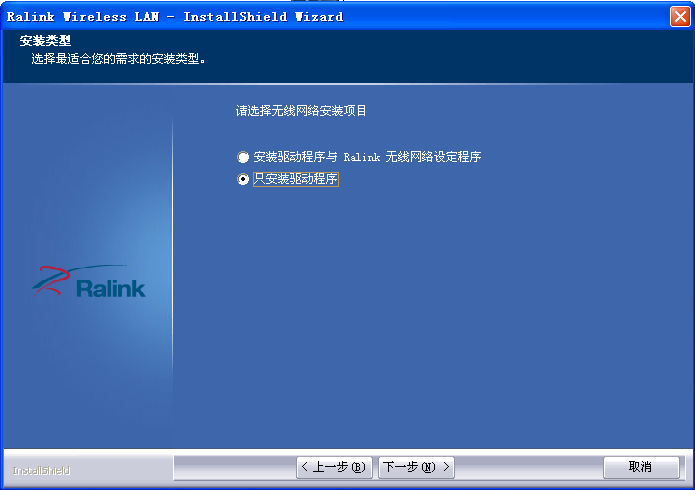 Ralink Wireless LAN - InstallShield Wizard
安装类型
选择最适合您的需求的安装类型。
请选择无线网络安装项目
安装驱动程序与 Ralink 无线网络设定程序
只安装驱动程序
Ralink
InstallShield
< 上一步(B)
下一步(N) >
取消